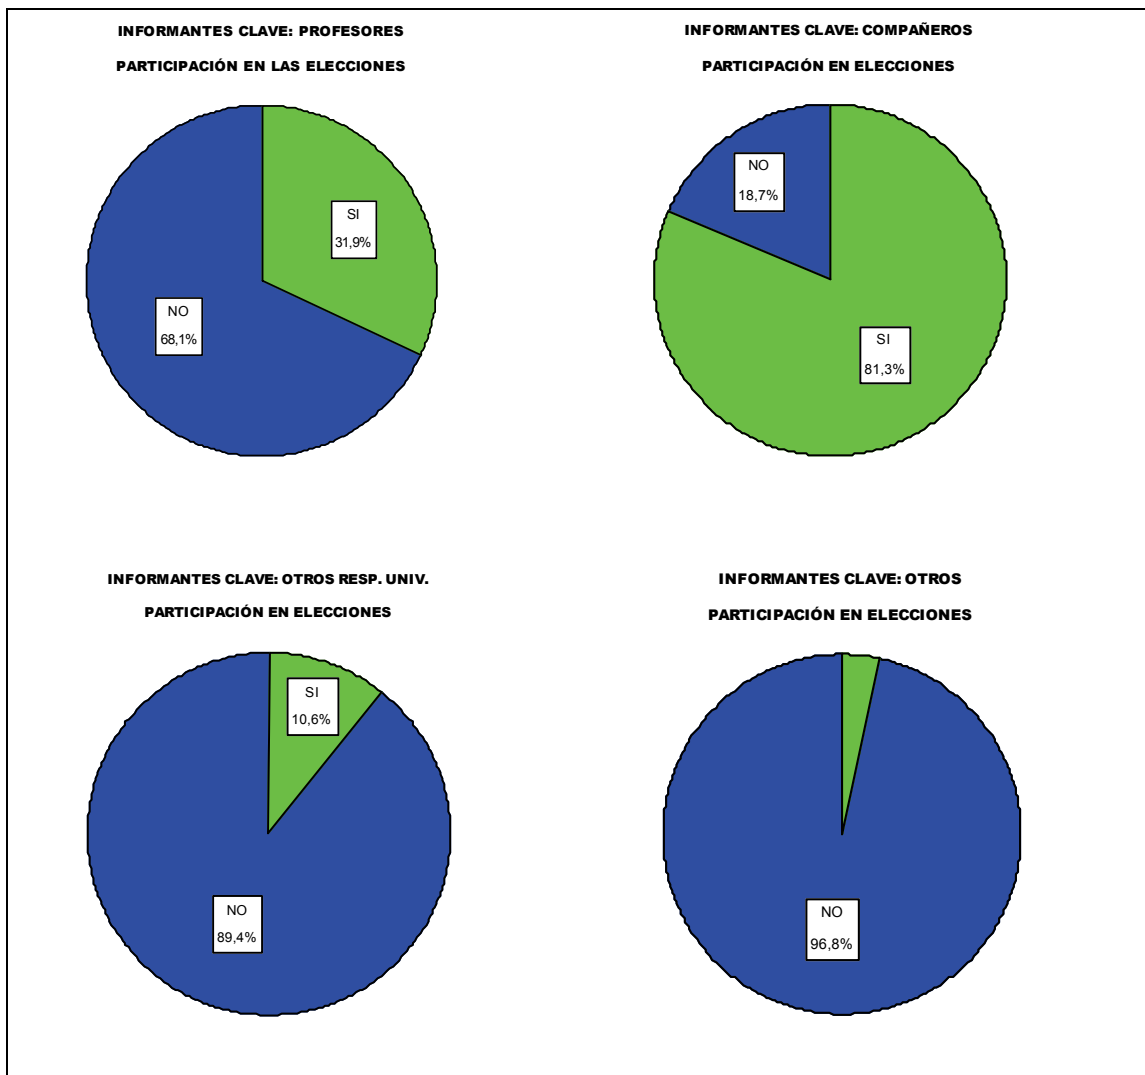 INFORMANTES CLAVE: PROFESORES
PARTICIPACIÓN EN LAS ELECCIONES
SI
31,9%
NO
68,1%
INFORMANTES CLAVE: COMPAÑEROS
PARTICIPACIÓN EN ELECCIONES
NO
18,7%
SI
81,3%
INFORMANTES CLAVE: OTROS RESP. UNIV.
PARTICIPACIÓN EN ELECCIONES
SI
10,6%
NO
89,4%
INFORMANTES CLAVE: OTROS
PARTICIPACIÓN EN ELECCIONES
NO
96,8%